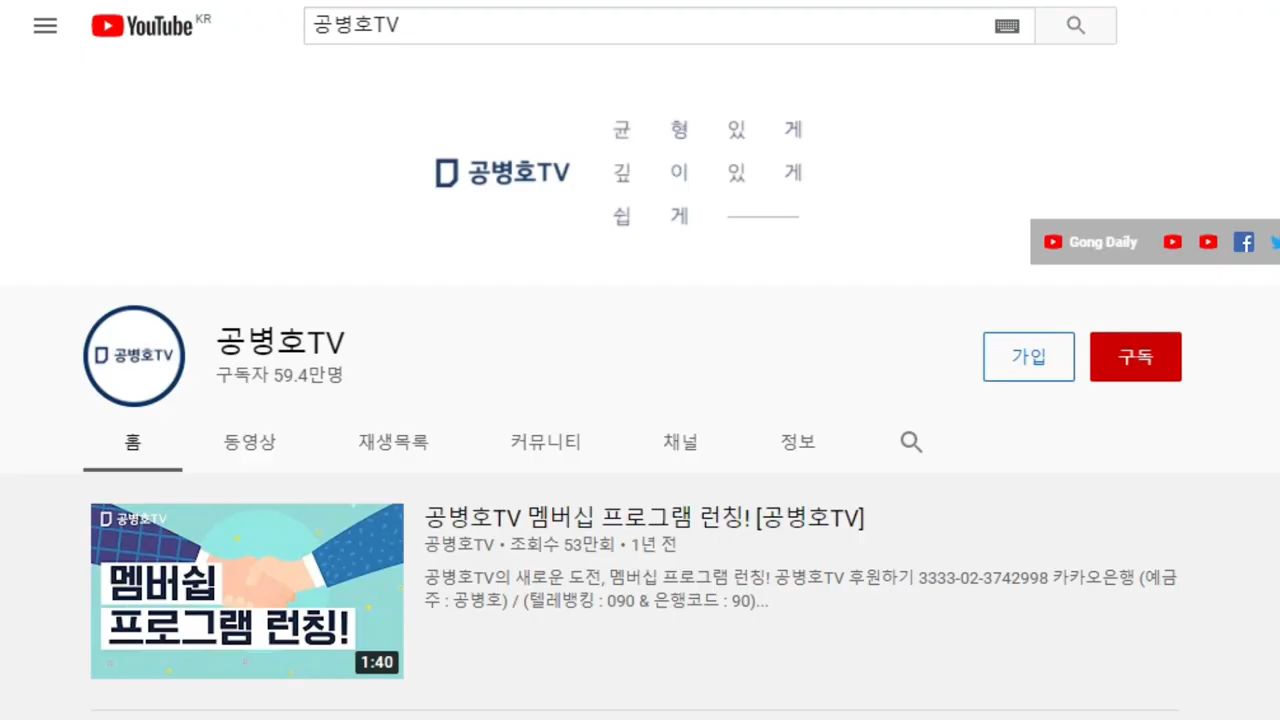 YouTube KR
공병호TV
균 형 있 게
공병호TV
깊 이 있 게
쉽 게
Gong Daily
공병호TV
공병호TV
구독자 59.4만명
가입
구독
홈
동영상
재생목록
커뮤니티
채널
정보
공병호TV
멤버쉽
프로그램 런칭!
1:40
공병호TV 멤버십 프로그램 런칭! [공병호TV]
공병호TV • 조회수 53만회 • 1년 전
공병호TV의 새로운 도전, 멤버십 프로그램 런칭! 공병호TV 후원하기 3333-02-3742998 카카오은행 (예금
주 : 공병호) / (텔레뱅킹 : 090 & 은행코드 : 90)...